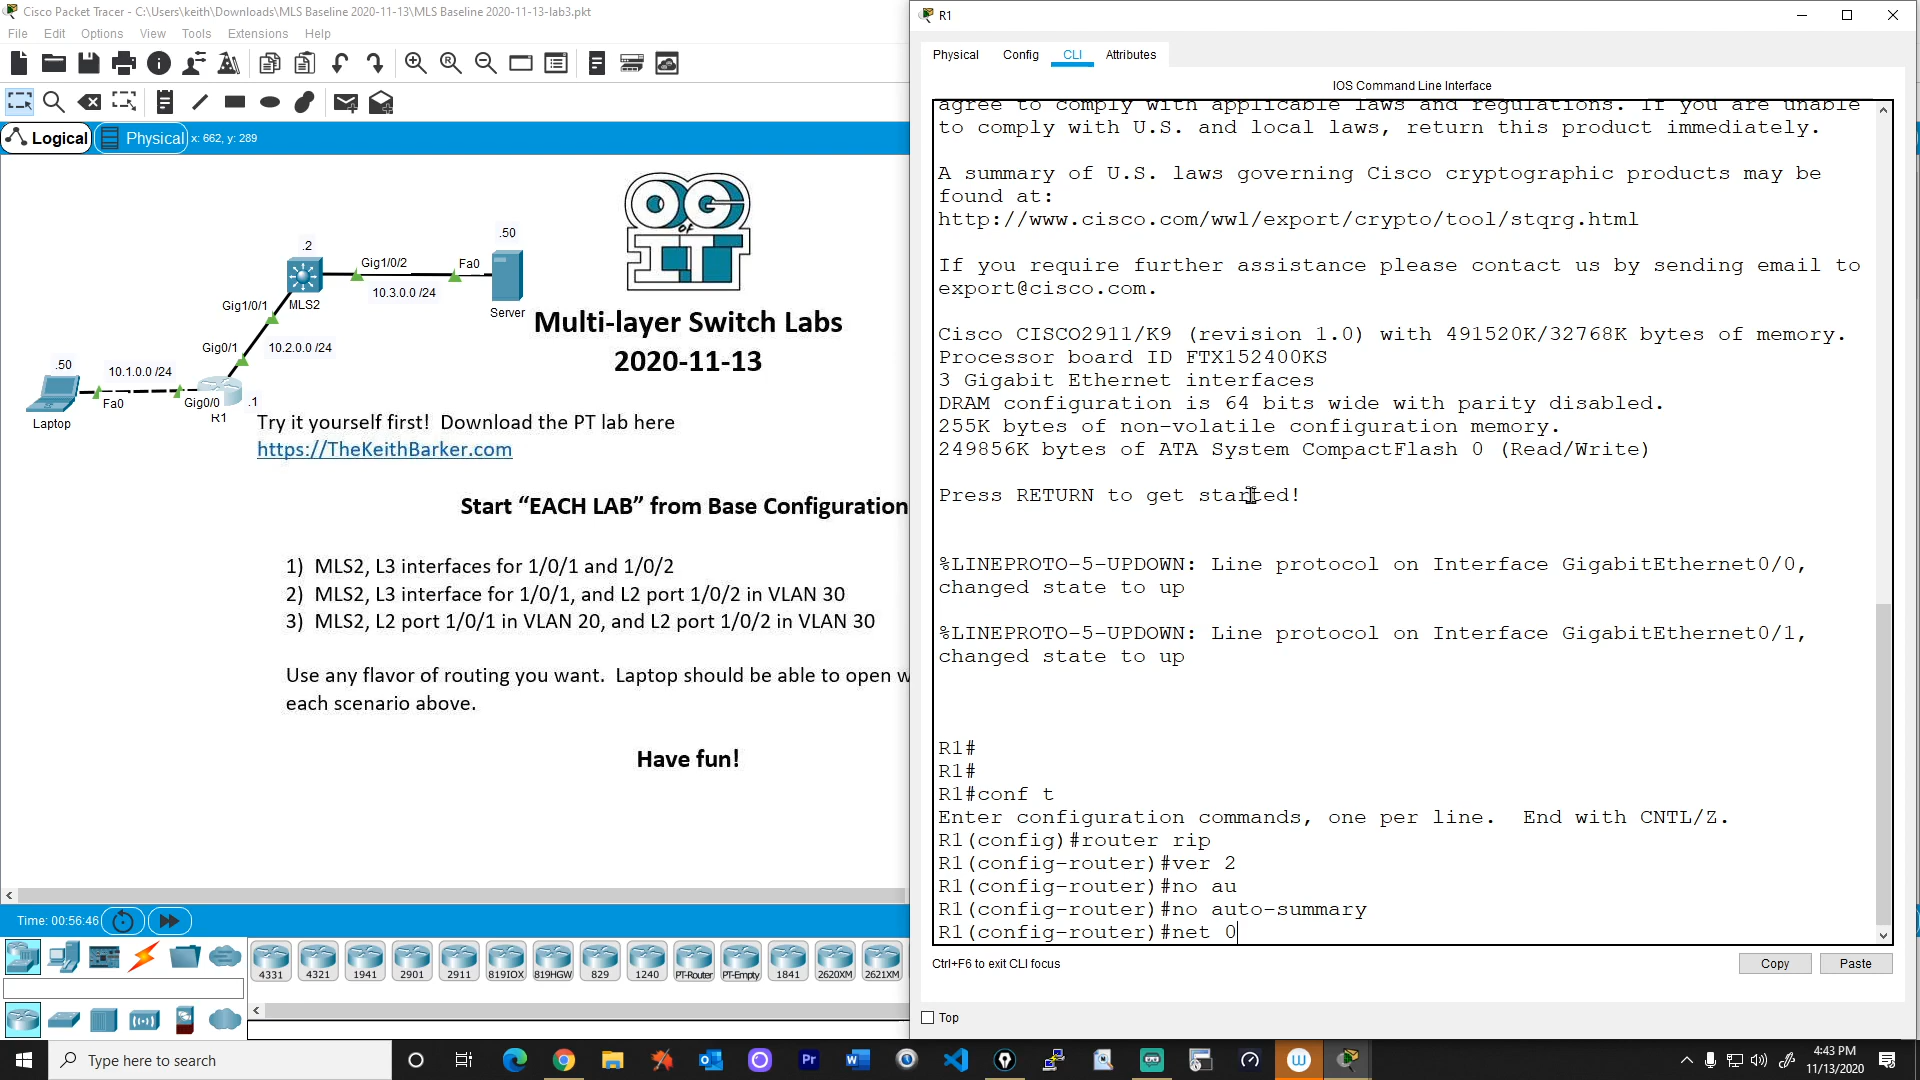 Cisco Packet Tracer - C:\Users\keith\Downloads\MLS Baseline 2020-11-13\MLS Baseline 2020-11-13-lab3.pkt
File Edit Options View Tools Extensions Help
Logical Physical x: 662, y: 289
OG
OF
IT
.50
.2
Gig1/0/2
Fa0
10.3.0.0 /24
MLS2
Server
Gig1/0/1
Gig0/1
10.2.0.0 /24
.50
10.1.0.0 /24
Fa0
Gig0/0
.1
R1
Laptop
Multi-layer Switch Labs
2020-11-13
Try it yourself first! Download the PT lab here
https://TheKeithBarker.com
Start “EACH LAB” from Base Configuration
1) MLS2, L3 interfaces for 1/0/1 and 1/0/2
2) MLS2, L3 interface for 1/0/1, and L2 port 1/0/2 in VLAN 30
3) MLS2, L2 port 1/0/1 in VLAN 20, and L2 port 1/0/2 in VLAN 30
Use any flavor of routing you want. Laptop should be able to open w
each scenario above.
Have fun!
Time: 00:56:46
4331 4321 1941 2901 2911 819IOX 819HGW 829 1240 PT-Router PT-Empty 1841 2620XM 2621XM
R1
Physical Config CLI Attributes
IOS Command Line Interface
agree to comply with applicable laws and regulations. If you are unable
to comply with U.S. and local laws, return this product immediately.
A summary of U.S. laws governing Cisco cryptographic products may be
found at:
http://www.cisco.com/wwl/export/crypto/tool/stqrg.html
If you require further assistance please contact us by sending email to
export@cisco.com.
Cisco CISCO2911/K9 (revision 1.0) with 491520K/32768K bytes of memory.
Processor board ID FTX152400KS
3 Gigabit Ethernet interfaces
DRAM configuration is 64 bits wide with parity disabled.
255K bytes of non-volatile configuration memory.
249856K bytes of ATA System CompactFlash 0 (Read/Write)
Press RETURN to get started!
%LINEPROTO-5-UPDOWN: Line protocol on Interface GigabitEthernet0/0,
changed state to up
%LINEPROTO-5-UPDOWN: Line protocol on Interface GigabitEthernet0/1,
changed state to up
R1#
R1#
R1#conf t
Enter configuration commands, one per line. End with CNTL/Z.
R1(config)#router rip
R1(config-router)#ver 2
R1(config-router)#no au
R1(config-router)#no auto-summary
R1(config-router)#net 0
Ctrl+F6 to exit CLI focus
Copy Paste
Top
Type here to search
4:43 PM
11/13/2020